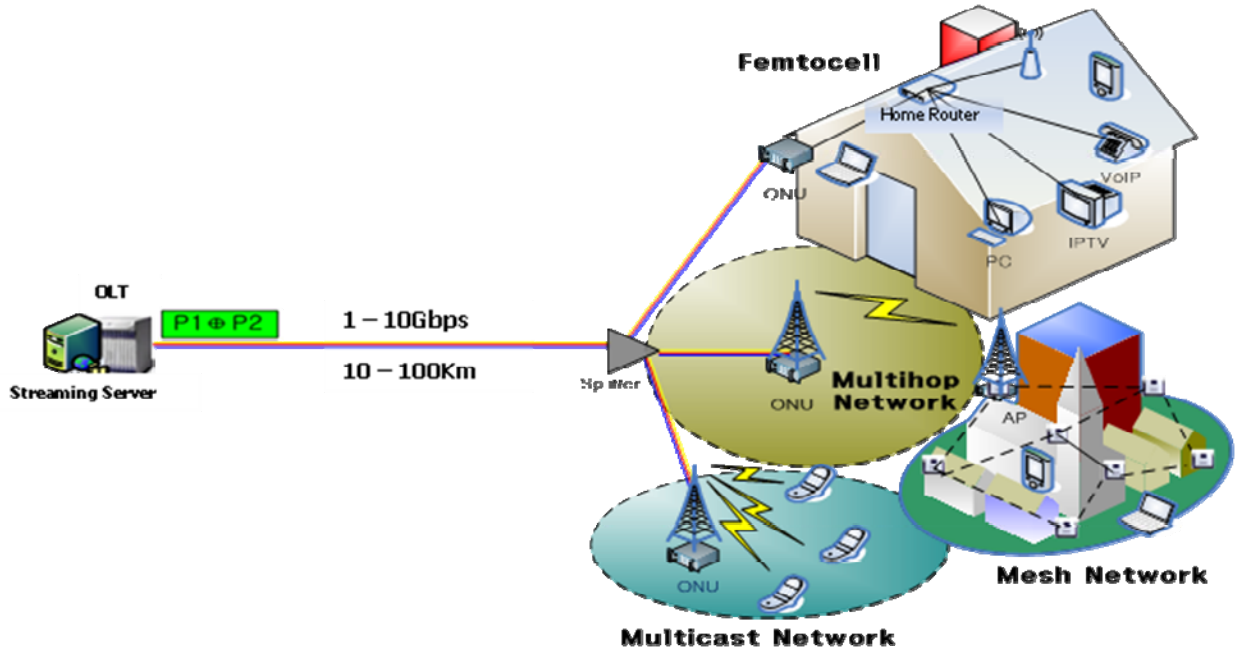 Femtocell
Home Router
VoIP
ONU
IPTV
PC
OLT
P1 ⊕ P2
1 – 10Gbps
10 – 100Km
Streaming Server
Splitter
Multihop
Network
ONU
AP
Mesh Network
ONU
Multicast Network